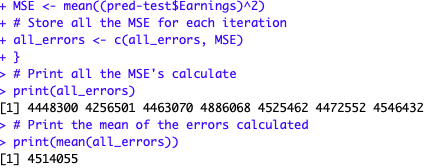 + MSE <- mean((pred-test$Earnings)^2)
+ # Store all the MSE for each iteration
+ all_errors <- c(all_errors, MSE)
+ }
> # Print all the MSE's calculate
> print(all_errors)
[1] 4448300 4256501 4463070 4886068 4525462 4472552 4546432
> # Print the mean of the errors calculated
> print(mean(all_errors))
[1] 4514055